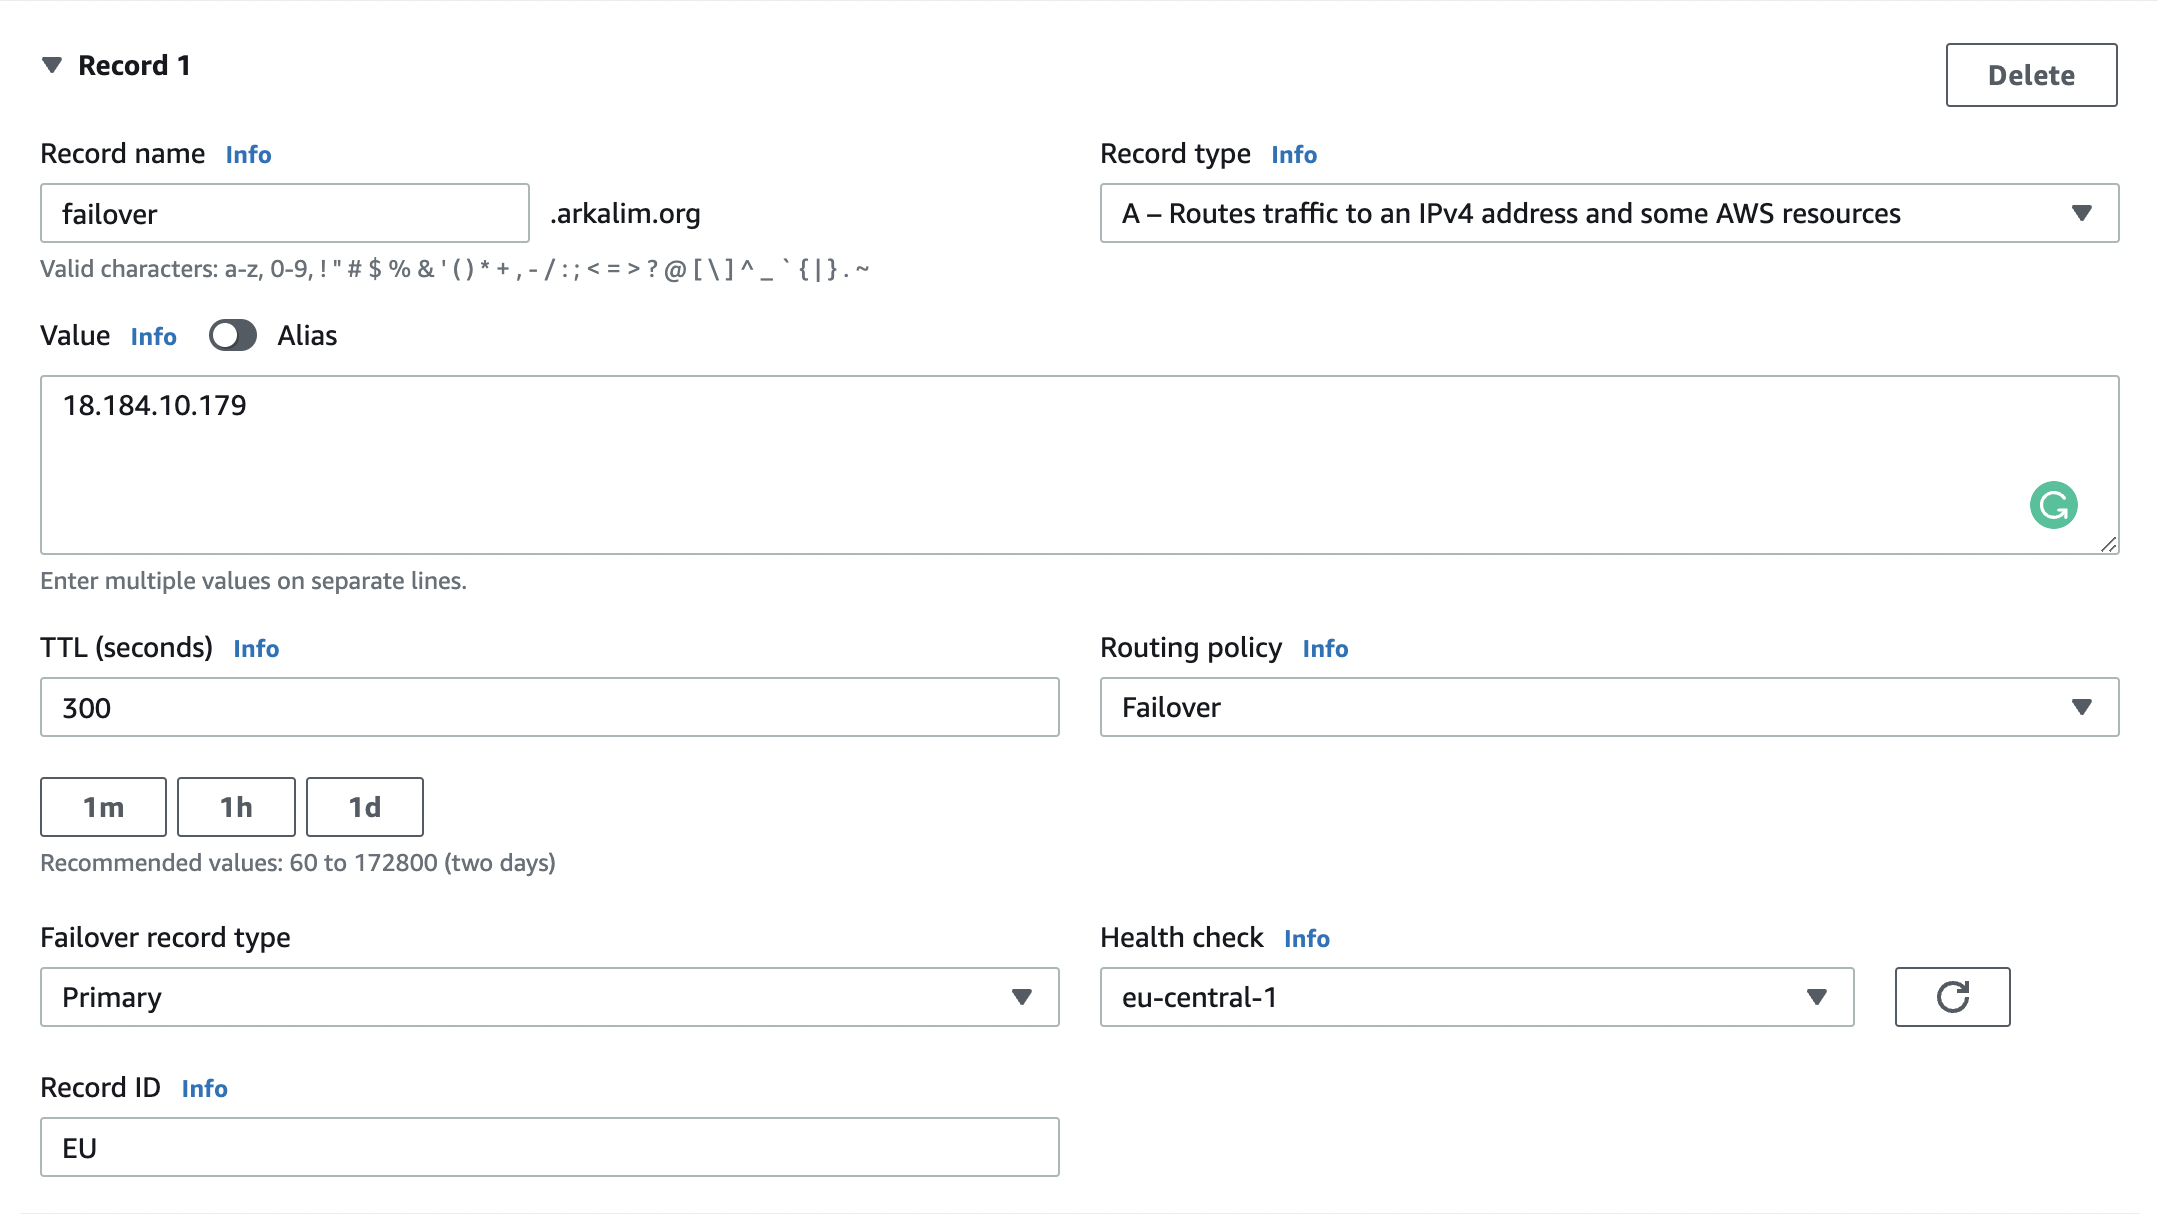 Record 1
Delete
Record name Info
Record type Info
failover .arkalim.org
A – Routes traffic to an IPv4 address and some AWS resources
Valid characters: a-z, 0-9, ! " # $ % & ' ( ) * + , - / : ; < = > ? @ [ \ ] ^ _ ` { | } . ~
Value Info Alias
18.184.10.179
Enter multiple values on separate lines.
TTL (seconds) Info
Routing policy Info
300
Failover
1m 1h 1d
Recommended values: 60 to 172800 (two days)
Failover record type
Health check Info
Primary
eu-central-1
Record ID Info
EU